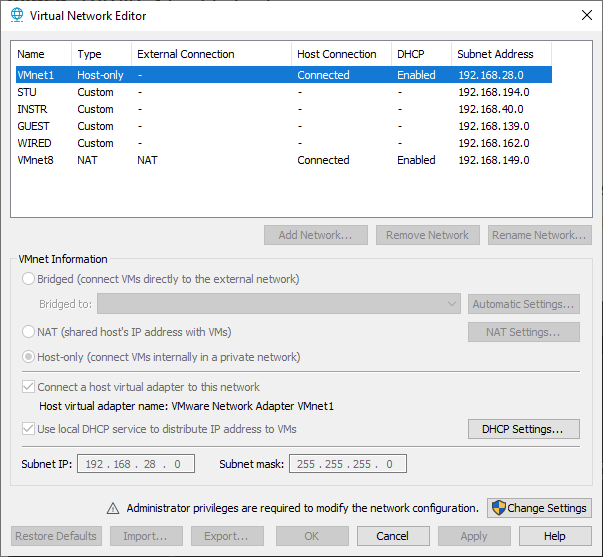 Virtual Network Editor
Name Type External Connection Host Connection DHCP Subnet Address
VMnet1 Host-only - Connected Enabled 192.168.28.0
STU Custom - - - 192.168.194.0
INSTR Custom - - - 192.168.40.0
GUEST Custom - - - 192.168.139.0
WIRED Custom - - - 192.168.162.0
VMnet8 NAT NAT Connected Enabled 192.168.149.0
Add Network... Remove Network Rename Network...
VMnet Information
Bridged (connect VMs directly to the external network)
Bridged to: Automatic Settings...
NAT (shared host's IP address with VMs) NAT Settings...
Host-only (connect VMs internally in a private network)
Connect a host virtual adapter to this network
Host virtual adapter name: VMware Network Adapter VMnet1
Use local DHCP service to distribute IP address to VMs DHCP Settings...
Subnet IP: 192 . 168 . 28 . 0 Subnet mask: 255 . 255 . 255 . 0
Administrator privileges are required to modify the network configuration. Change Settings
Restore Defaults Import... Export... OK Cancel Apply Help